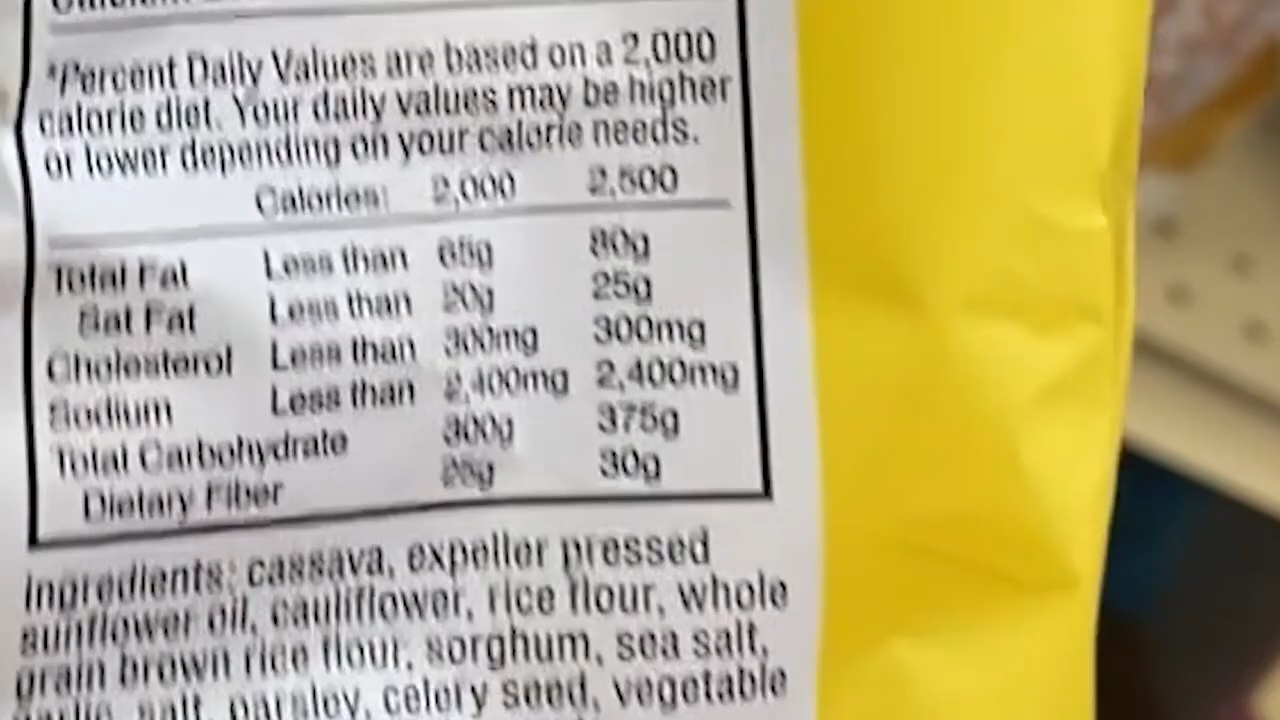 *Percent Daily Values are based on a 2,000
calorie diet. Your daily values may be higher
or lower depending on your calorie needs.
Calories: 2,000 2,500
Total Fat Less than 65g 80g
Sat Fat Less than 20g 25g
Cholesterol Less than 300mg 300mg
Sodium Less than 2,400mg 2,400mg
Total Carbohydrate 300g 375g
Dietary Fiber 25g 30g
Ingredients: cassava, expeller pressed
sunflower oil, cauliflower, rice flour, whole
grain brown rice flour, sorghum, sea salt,
garlic, salt, parsley, celery seed, vegetable